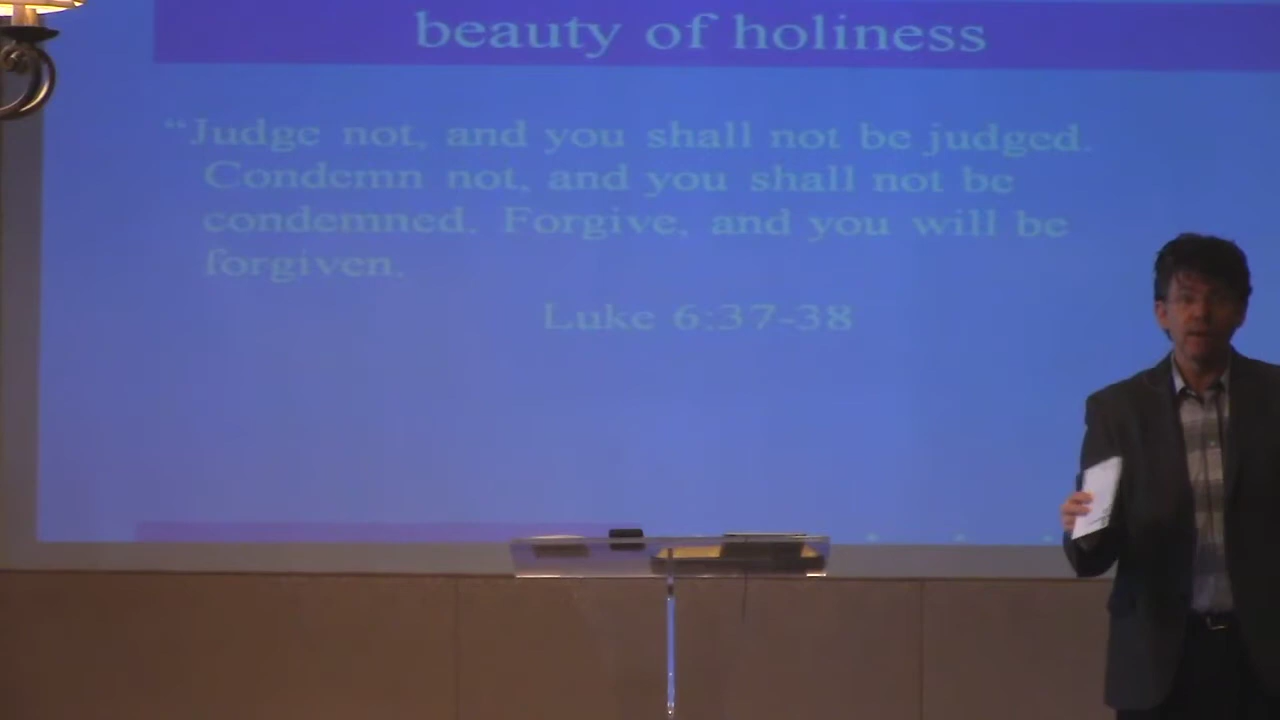 beauty of holiness
“Judge not, and you shall not be judged.
Condemn not, and you shall not be
condemned. Forgive, and you will be
forgiven.
Luke 6:37-38